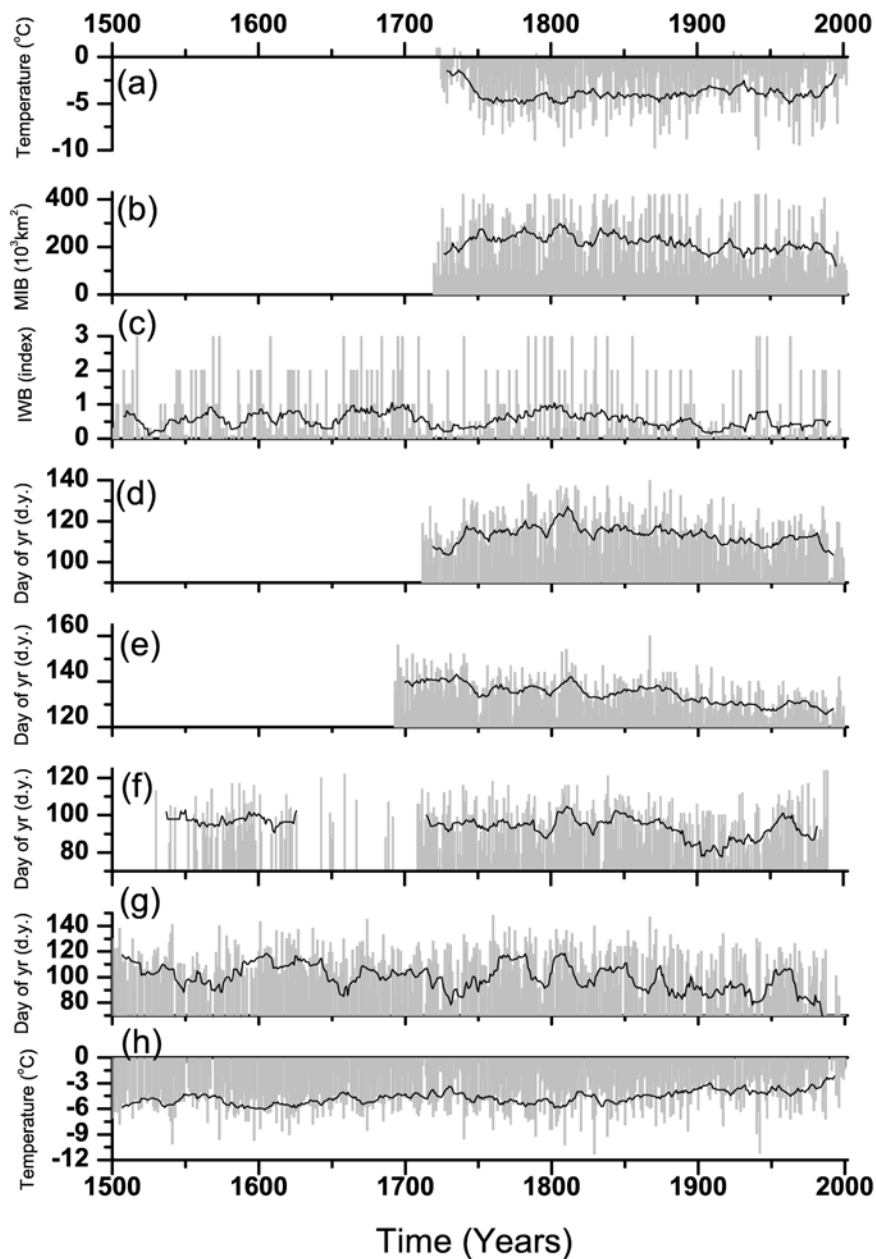 1500 1600 1700 1800 1900 2000
Temperature (°C)
0
-5
-10
(a)
MIB (10³km²)
400
200
0
(b)
IWB (index)
3
2
1
0
(c)
Day of yr (d.y.)
140
120
100
(d)
Day of yr (d.y.)
160
140
120
(e)
Day of yr (d.y.)
120
100
80
(f)
Day of yr (d.y.)
140
120
100
80
(g)
Temperature (°C)
0
-3
-6
-9
-12
(h)
1500 1600 1700 1800 1900 2000
Time (Years)